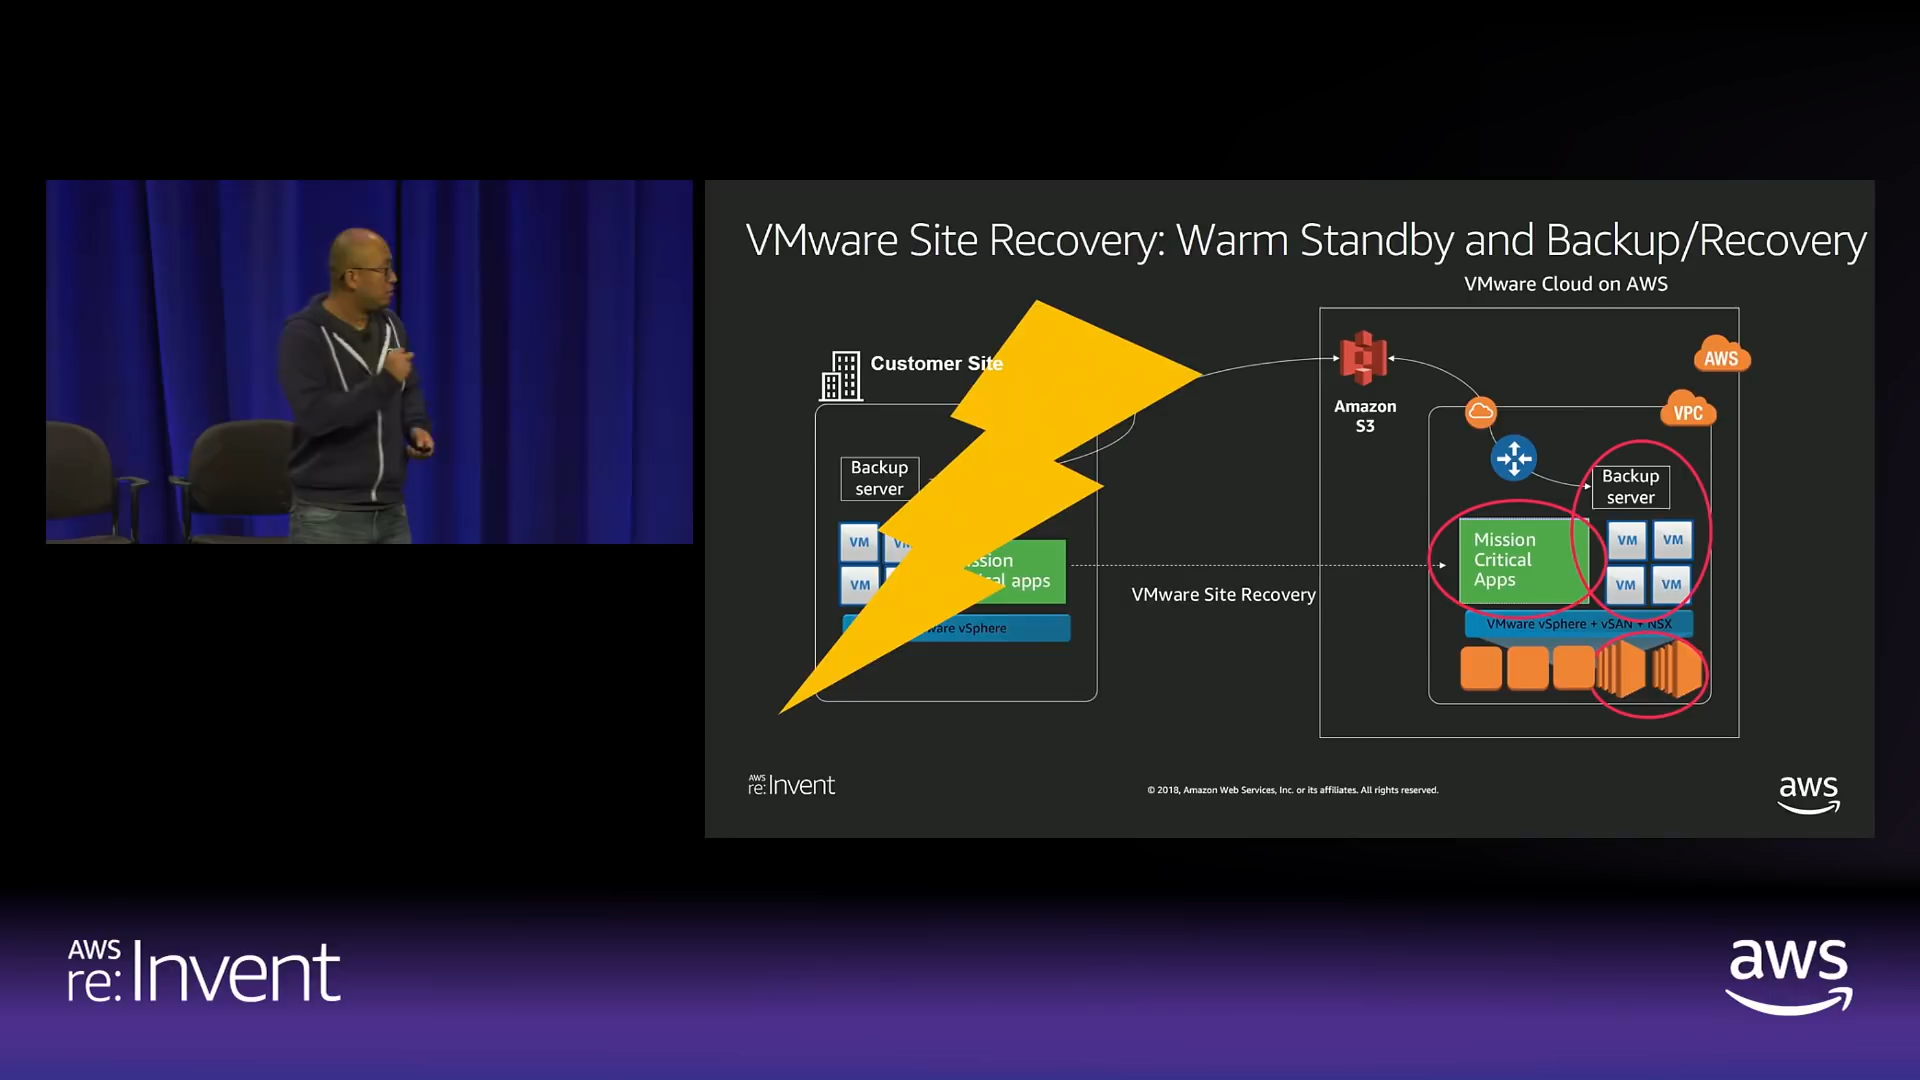 VMware Site Recovery: Warm Standby and Backup/Recovery
VMware Cloud on AWS
Customer Site
AWS
Amazon
S3
VPC
Backup
server
Backup
server
VM
VM
VM
apps
VMware Site Recovery
Mission
Critical
Apps
VM
VM
VM
VM
vSphere
VMware vSphere + vSAN + NSX
AWS
re:Invent
© 2018, Amazon Web Services, Inc. or its affiliates. All rights reserved.
aws
AWS
re:Invent
aws